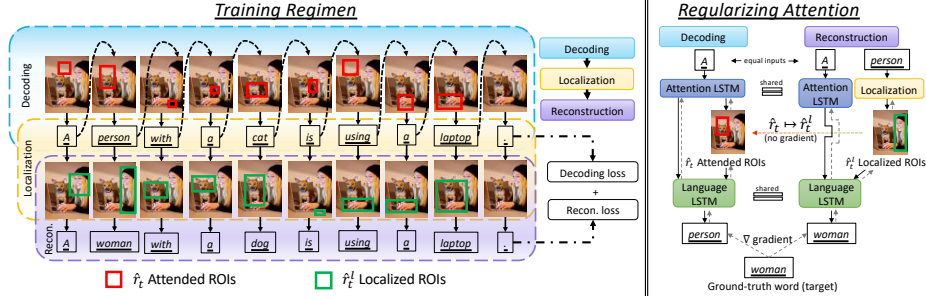 Training Regimen
Decoding
A person with a cat is using a laptop .
Localization
Recon.
A woman with a dog is using a laptop .
r̂ₜ Attended ROIs
r̂ₜˡ Localized ROIs
Decoding
Localization
Reconstruction
Decoding loss
+
Recon. loss
Regularizing Attention
Decoding
Reconstruction
A
equal inputs
A
person
Attention LSTM
shared
Attention
LSTM
Localization
r̂ₜ ↦ r̂ₜˡ
(no gradient)
r̂ₜ Attended ROIs
r̂ₜˡ Localized ROIs
Language
LSTM
shared
Language
LSTM
person
∇ gradient
woman
woman
Ground-truth word (target)